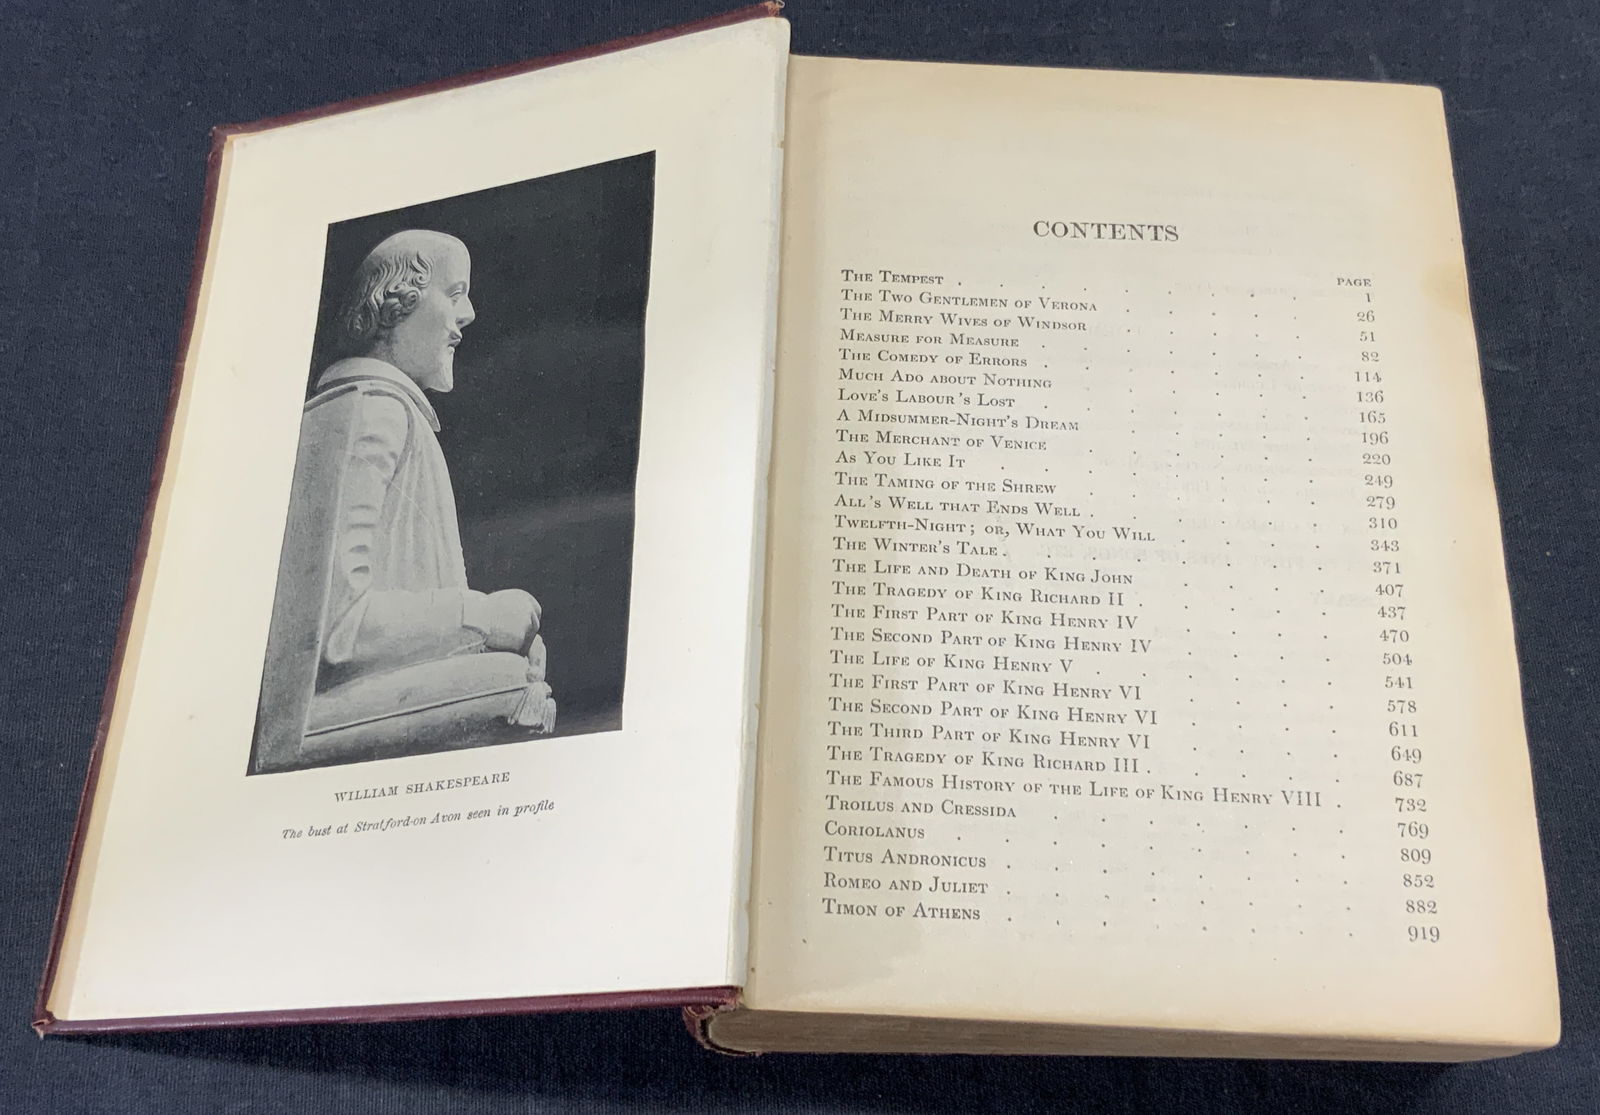 WILLIAM SHAKESPEARE
The bust at Stratford-on Avon seen in profile
CONTENTS
PAGE
THE TEMPEST . . . . . . . . 1
THE TWO GENTLEMEN OF VERONA . . . . . 26
THE MERRY WIVES OF WINDSOR . . . . . 51
MEASURE FOR MEASURE . . . . . . 82
THE COMEDY OF ERRORS . . . . . . . 114
MUCH ADO ABOUT NOTHING . . . . . . 136
LOVE'S LABOUR'S LOST . . . . . . . 165
A MIDSUMMER-NIGHT'S DREAM . . . . . 196
THE MERCHANT OF VENICE . . . . . . 220
AS YOU LIKE IT . . . . . . . . 249
THE TAMING OF THE SHREW . . . . . . 279
ALL'S WELL THAT ENDS WELL . . . . . . 310
TWELFTH-NIGHT; OR, WHAT YOU WILL . . . . 343
THE WINTER'S TALE . . . . . . . . 371
THE LIFE AND DEATH OF KING JOHN . . . . 407
THE TRAGEDY OF KING RICHARD II . . . . . 437
THE FIRST PART OF KING HENRY IV . . . . 470
THE SECOND PART OF KING HENRY IV . . . . 504
THE LIFE OF KING HENRY V . . . . . . 541
THE FIRST PART OF KING HENRY VI . . . . 578
THE SECOND PART OF KING HENRY VI . . . . 611
THE THIRD PART OF KING HENRY VI . . . . 649
THE TRAGEDY OF KING RICHARD III . . . . . 687
THE FAMOUS HISTORY OF THE LIFE OF KING HENRY VIII . 732
TROILUS AND CRESSIDA . . . . . . . 769
CORIOLANUS . . . . . . . . . 809
TITUS ANDRONICUS . . . . . . . . 852
ROMEO AND JULIET . . . . . . . . 882
TIMON OF ATHENS . . . . . . . . 919